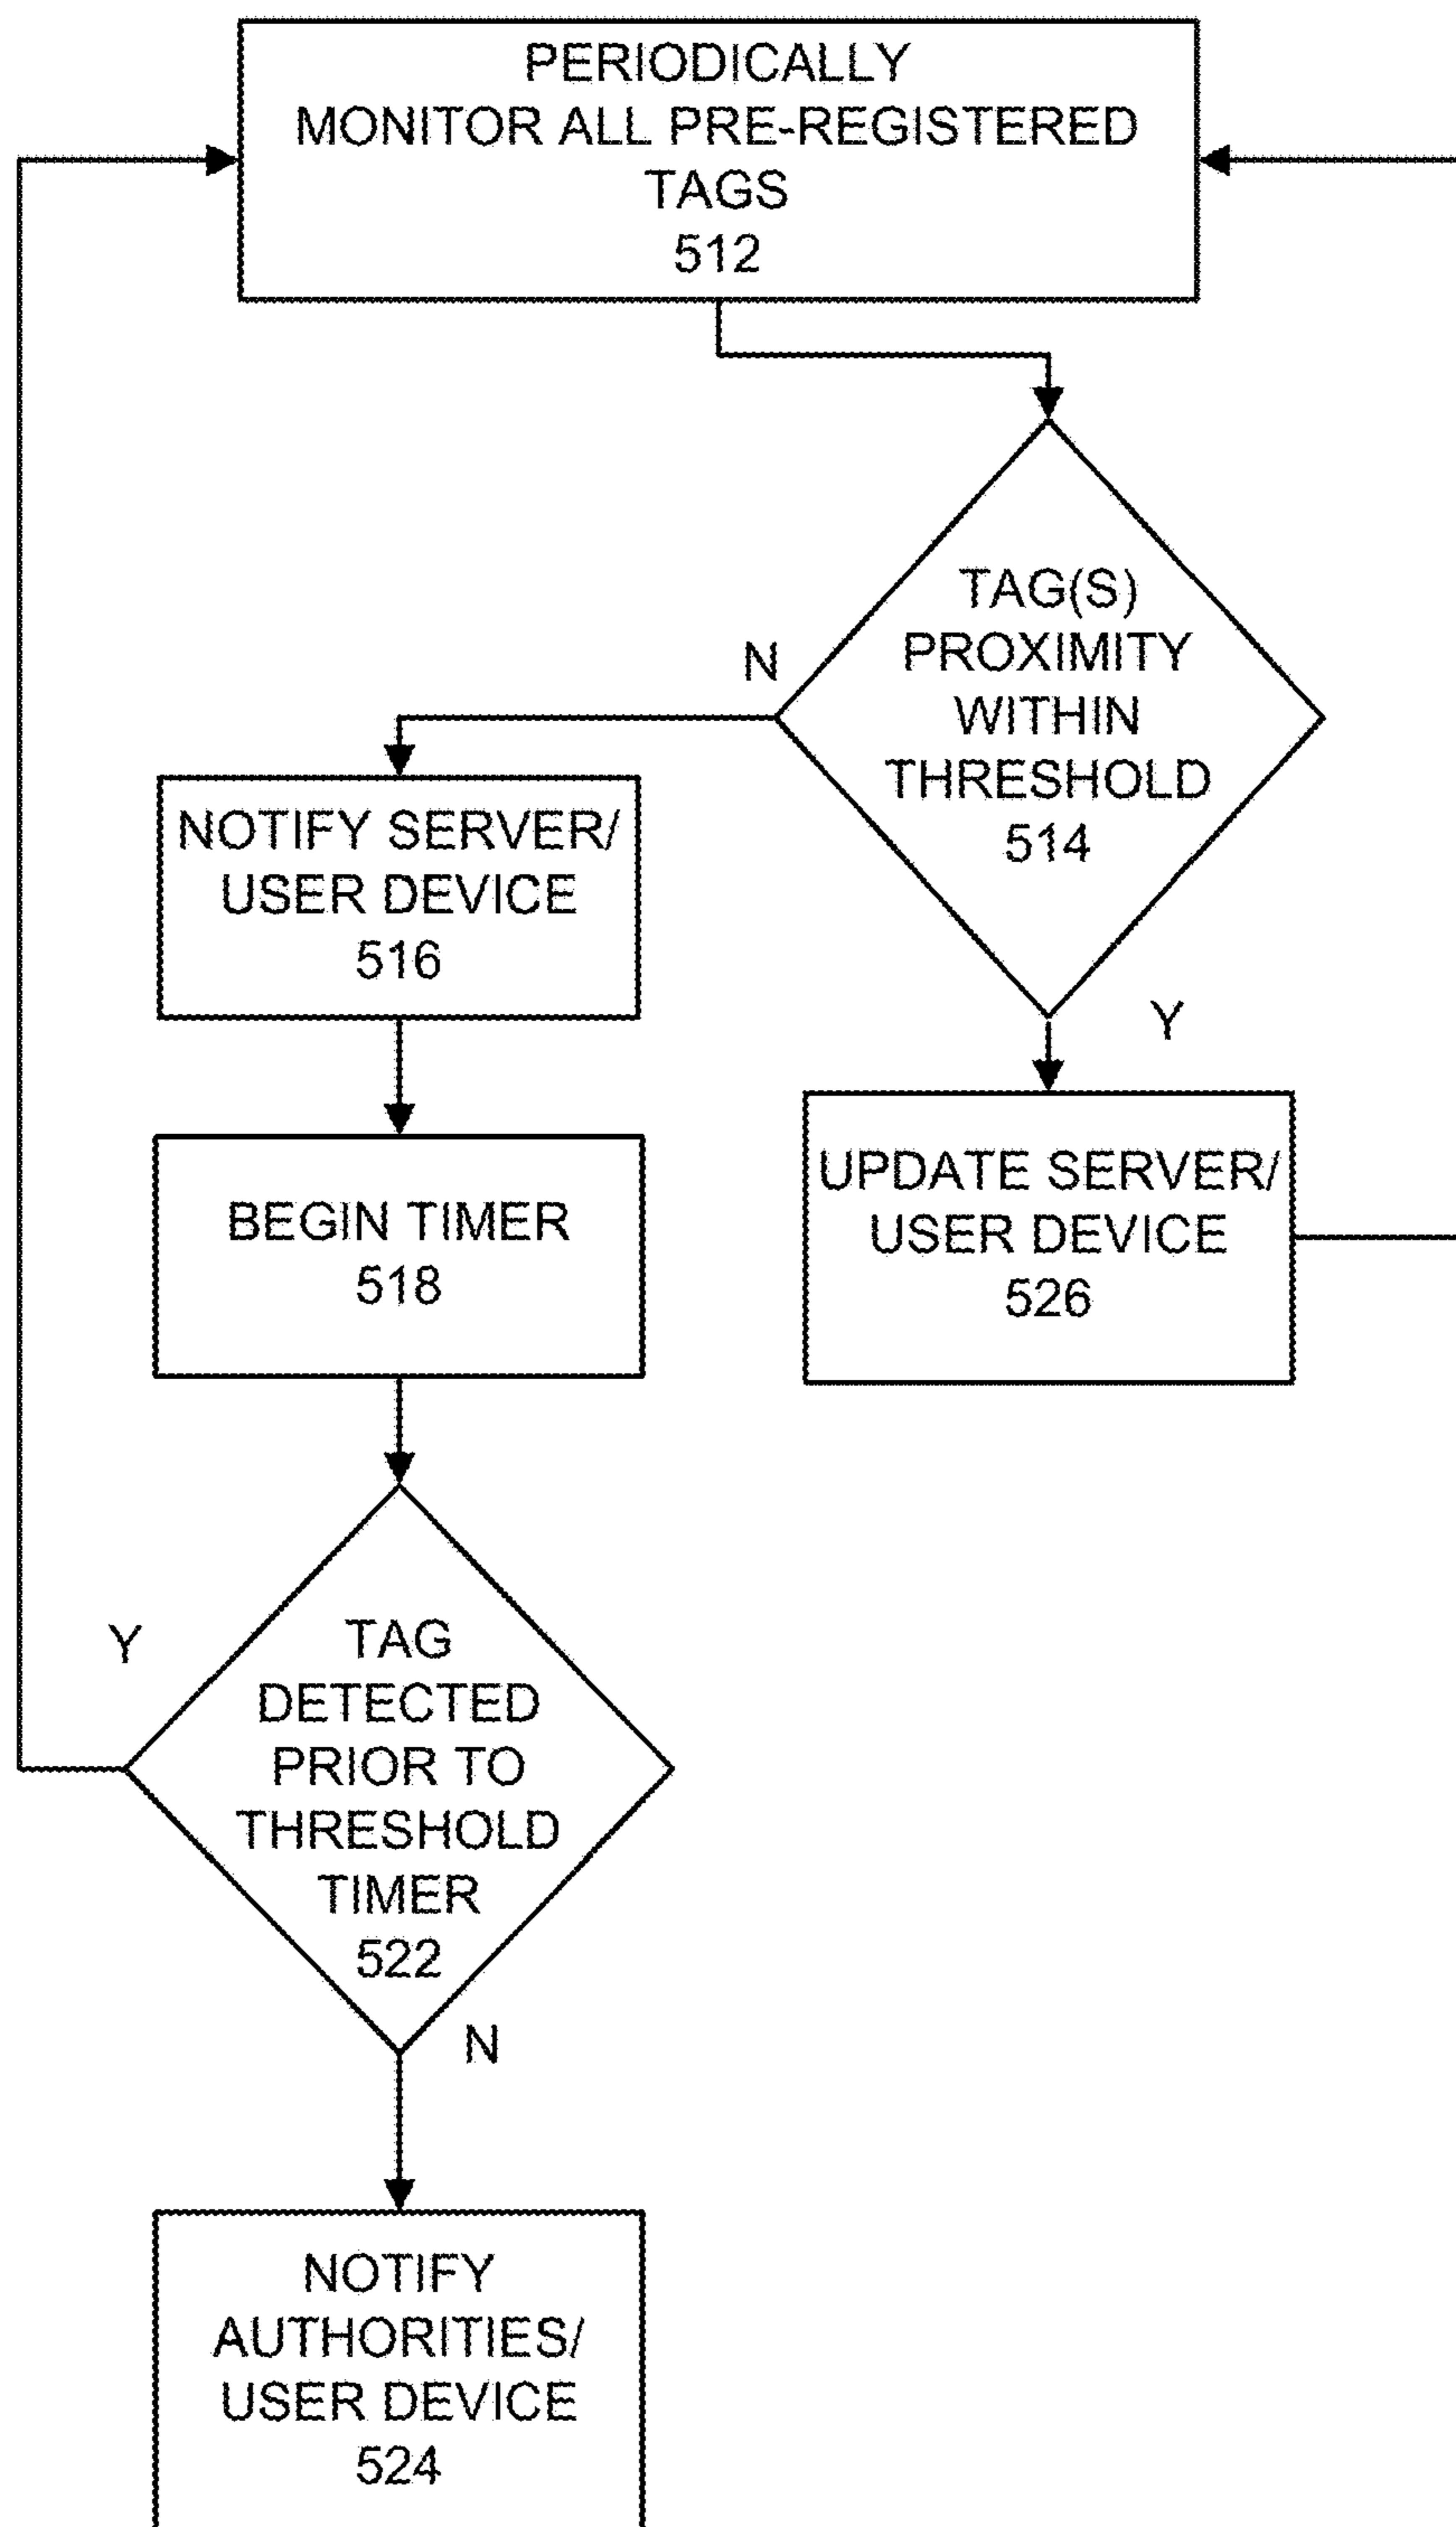 PERIODICALLY
MONITOR ALL PRE-REGISTERED
TAGS
512
TAG(S)
PROXIMITY
WITHIN
THRESHOLD
514
N
NOTIFY SERVER/
USER DEVICE
516
Y
UPDATE SERVER/
USER DEVICE
526
BEGIN TIMER
518
Y
TAG
DETECTED
PRIOR TO
THRESHOLD
TIMER
522
N
NOTIFY
AUTHORITIES/
USER DEVICE
524